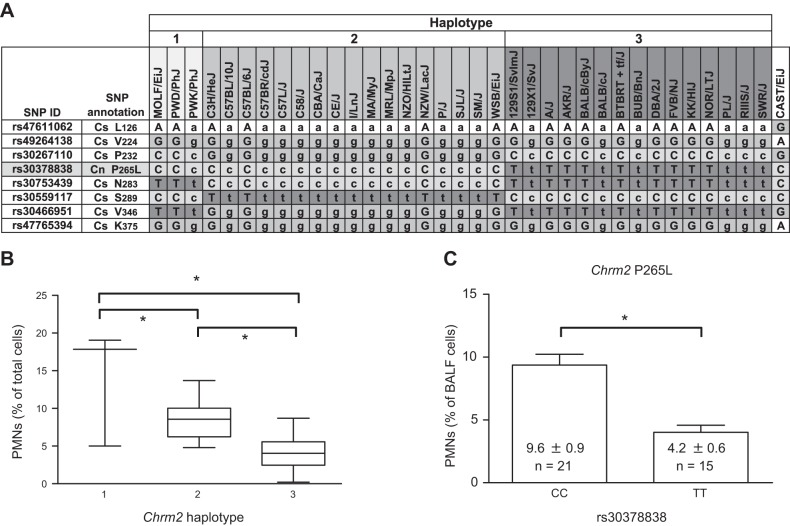 A
Haplotype
1 2 3
SNP ID SNP annotation MOLF/EiJ PWD/PhJ PWK/PhJ C3H/HeJ C57BL/10J C57BL/6J C57BR/cdJ C57L/J C58/J CBA/CaJ CE/J I/LnJ MA/MyJ MRL/MpJ NZO/HlLtJ NZW/LacJ P/J SJL/J SM/J WSB/EiJ 129S1/SvImJ 129X1/SvJ A/J AKR/J BALB/cByJ BALB/cJ BTBRT + tf/J BUB/BnJ DBA/2J FVB/NJ KK/HlJ NOR/LTJ PL/J RIIIS/J SWR/J CAST/EiJ
rs47611062 Cs L126 A A a A a A a a a a a a a a a A a a a A A a A A A a A a A A A A a a a G
rs49264138 Cs V224 G G g G g G g g g g g g g g g G g g g G G g G G G g G g G G G G g g g A
rs30267110 Cs P232 C C c G g G g g g g g g g g g G g g g G C c C C C c C c C C C C c c c G
rs30378838 Cn P265L C C c C c C c c c c c c c c c C c c c C T t T T T t T t T T T T t t t C
rs30753439 Cs N283 T T t C c C c c c c c c c c c C c c c C C c C C C c C c C C C C c c c C
rs30559117 Cs S289 C C c T t T t t t t t t t t t T t t t T C c C C C c C c C C C C c c c C
rs30466951 Cs V346 T T t G g G g g g g g g g g g G g g g G T t T T T t T t T T T T t t t G
rs47765394 Cs K375 G G g G g G g g g g g g g g g G g g g G G g G G G g G g G G G G g g g A
B
PMNs (% of total cells)
25
20
15
10
5
0
*
*
*
1 2 3
Chrm2 haplotype
C
Chrm2 P265L
PMNs (% of BALF cells)
15
10
5
0
*
9.6 ± 0.9
n = 21
4.2 ± 0.6
n = 15
CC TT
rs30378838